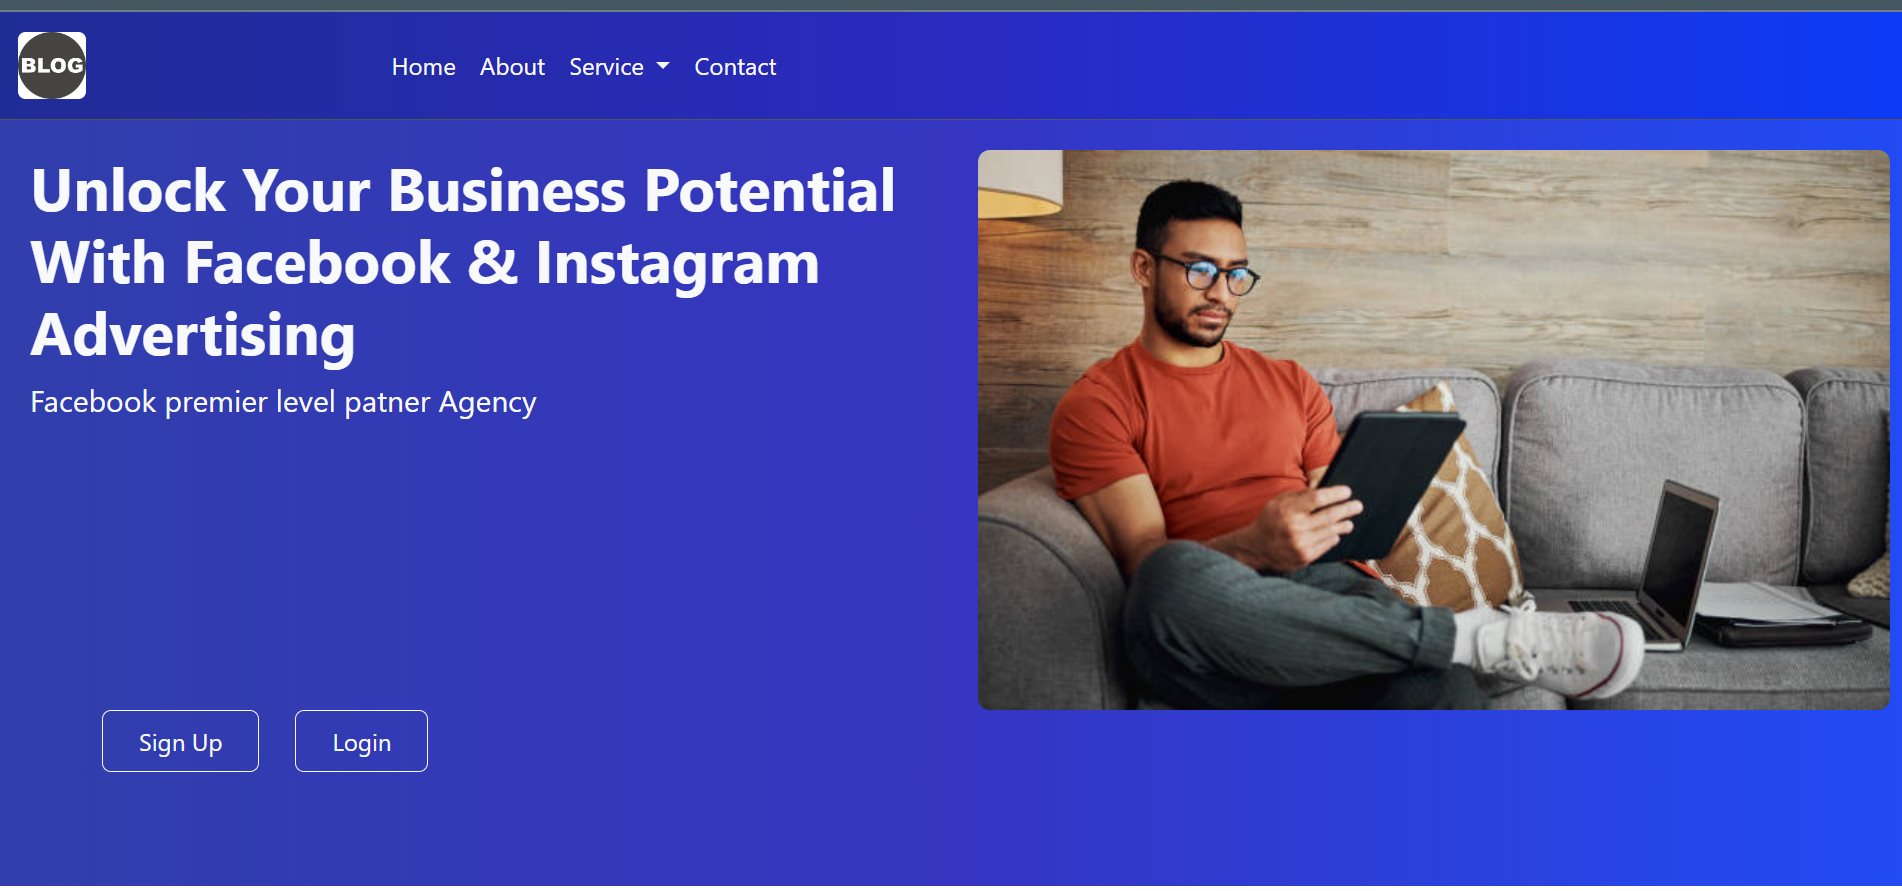 BLOG
Home About Service Contact
Unlock Your Business Potential
With Facebook & Instagram
Advertising
Facebook premier level patner Agency
Sign Up Login